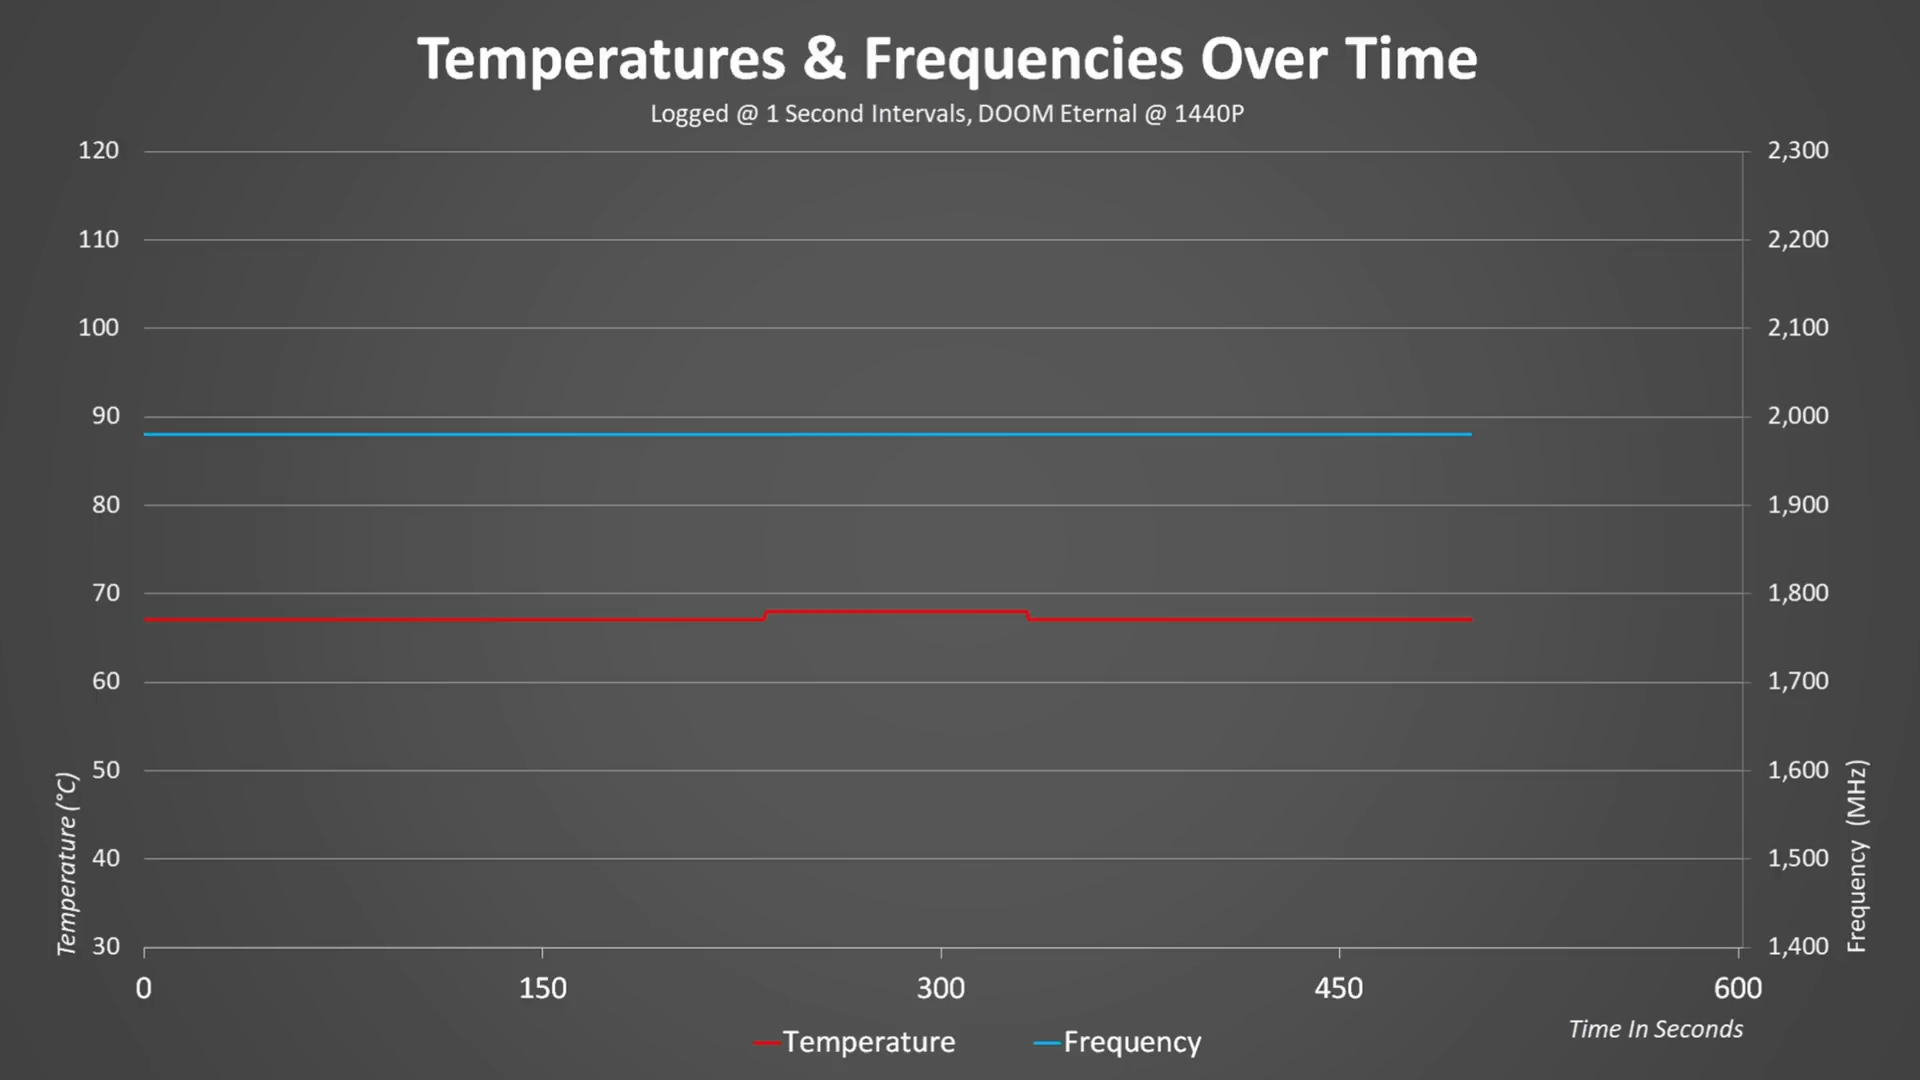 Temperatures & Frequencies Over Time
Logged @ 1 Second Intervals, DOOM Eternal @ 1440P
120
110
100
90
80
70
60
50
40
30
Temperature (°C)
2,300
2,200
2,100
2,000
1,900
1,800
1,700
1,600
1,500
1,400
Frequency (MHz)
0 150 300 450 600
Time In Seconds
Temperature Frequency